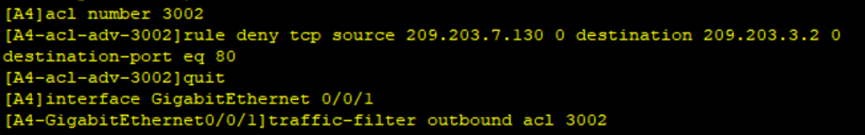 [A4]acl number 3002
[A4-acl-adv-3002]rule deny tcp source 209.203.7.130 0 destination 209.203.3.2 0
destination-port eq 80
[A4-acl-adv-3002]quit
[A4]interface GigabitEthernet 0/0/1
[A4-GigabitEthernet0/0/1]traffic-filter outbound acl 3002